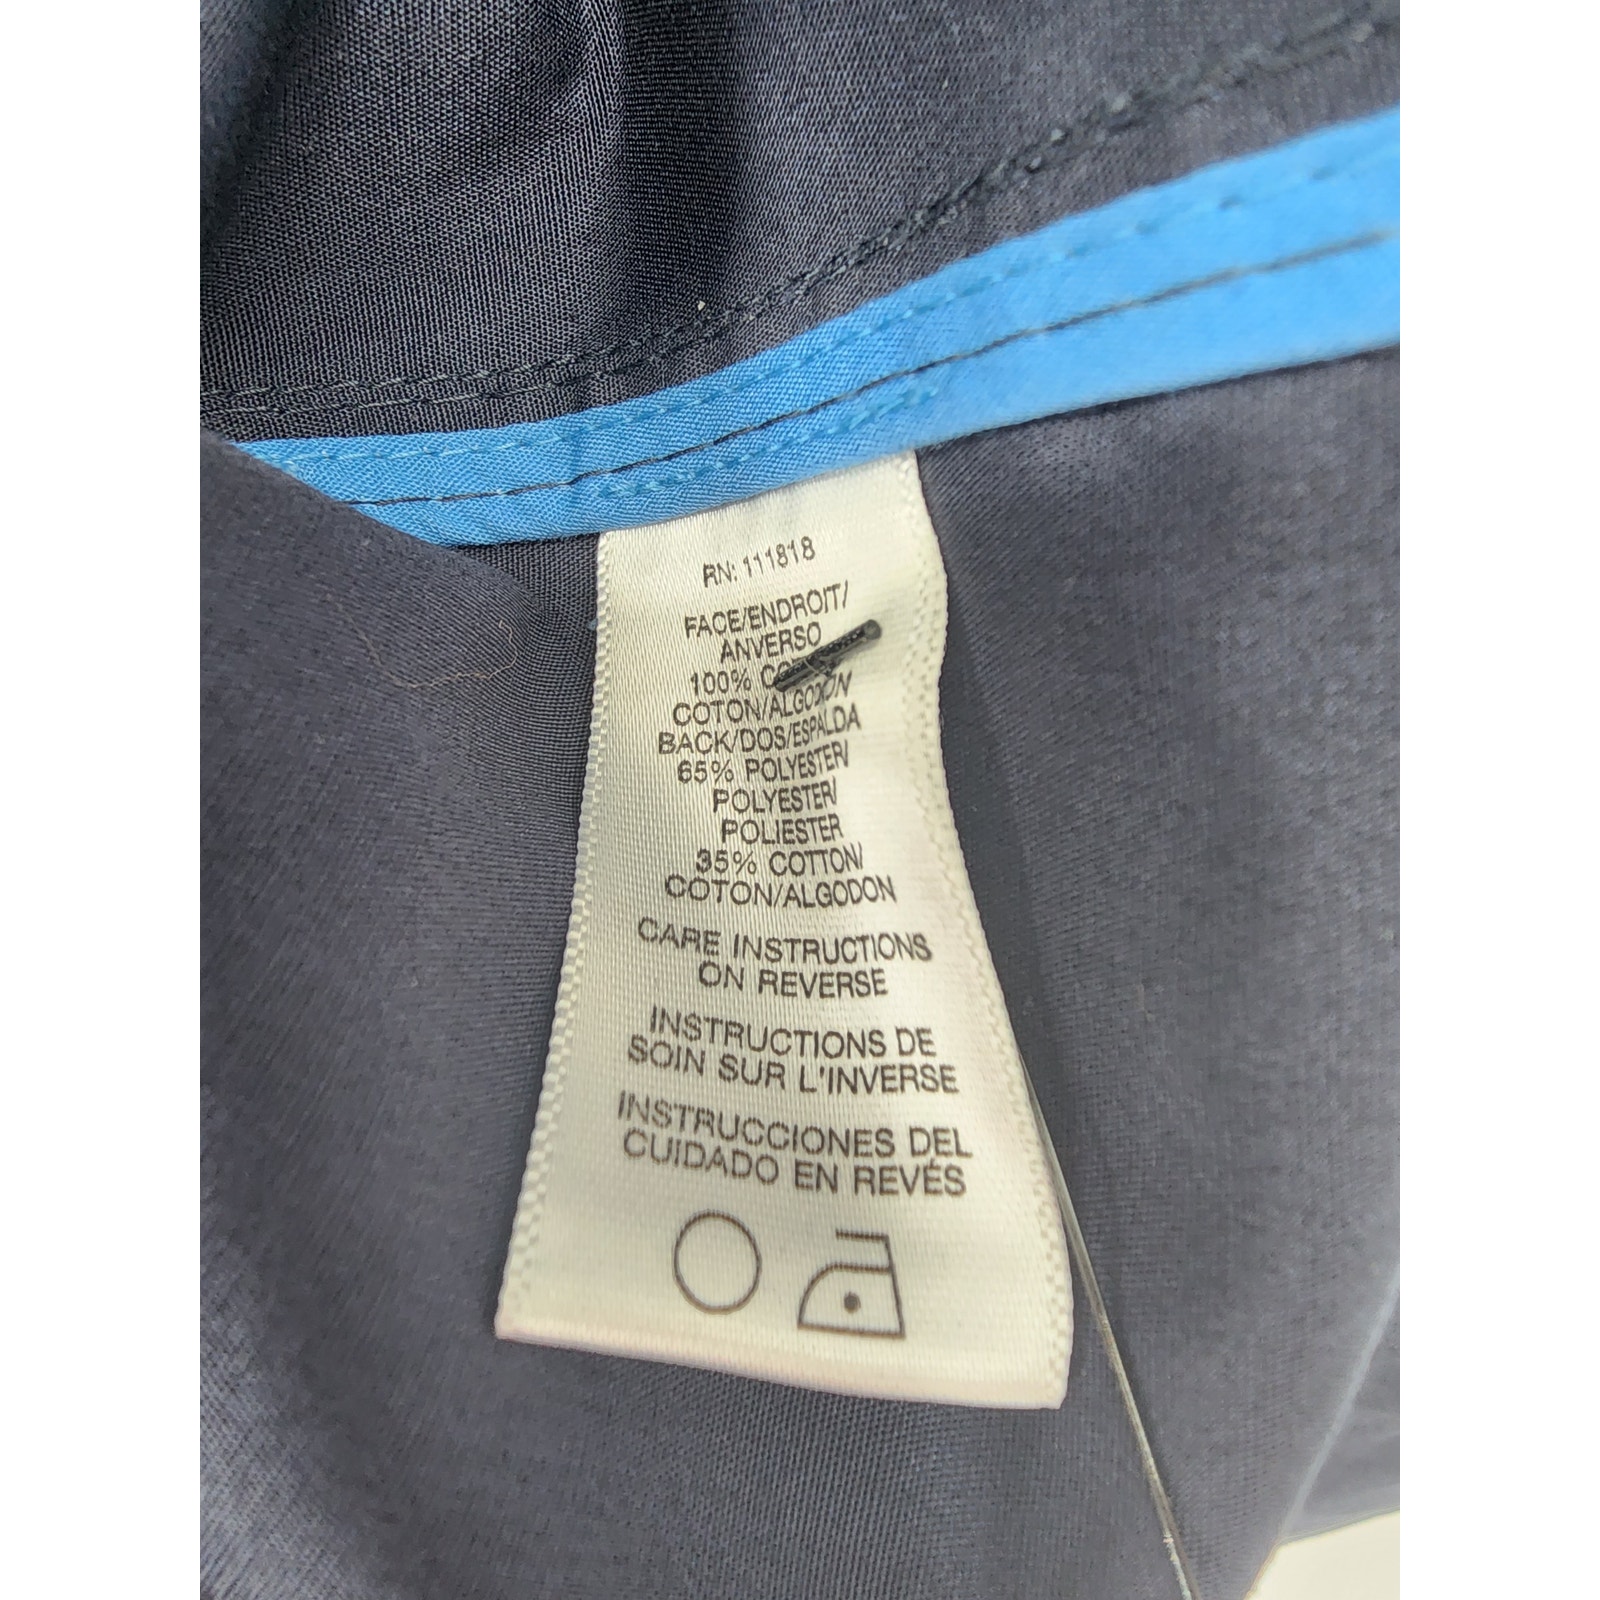 RN: 111818
FACE/ENDROIT/
ANVERSO
100%
COTON/ALGODON
BACK/DOS/ESPALDA
65% POLYESTER/
POLYESTER/
POLIESTER
35% COTTON/
COTON/ALGODON
CARE INSTRUCTIONS
ON REVERSE
INSTRUCTIONS DE
SOIN SUR L'INVERSE
INSTRUCCIONES DEL
CUIDADO EN REVÉS